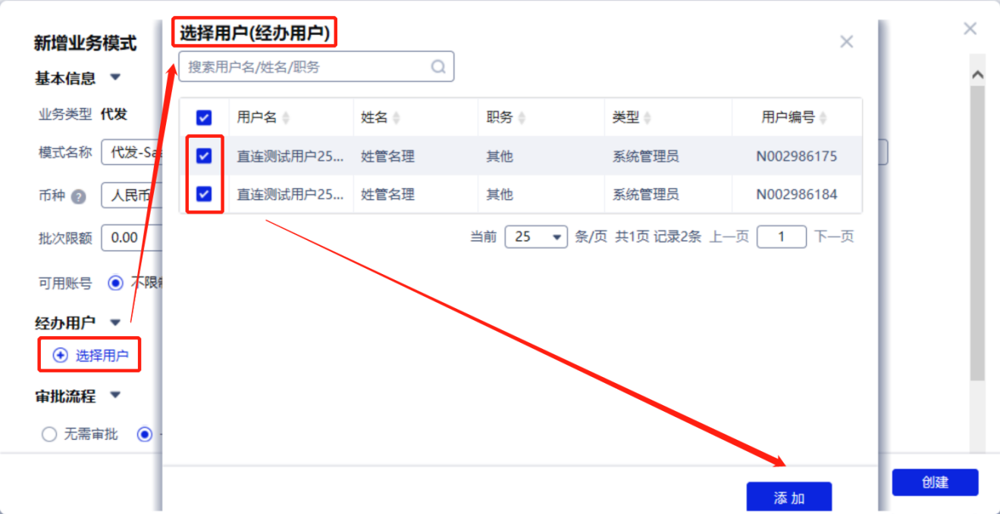 新增业务模式
基本信息
业务类型 代发
模式名称 代发-Sa
币种 ? 人民币
批次限额 0.00
可用账号 不限
经办用户
选择用户
审批流程
无需审批
选择用户(经办用户)
搜索用户名/姓名/职务
用户名 姓名 职务 类型 用户编号
直连测试用户25... 姓管名理 其他 系统管理员 N002986175
直连测试用户25... 姓管名理 其他 系统管理员 N002986184
当前 25 条/页 共1页 记录2条 上一页 1 下一页
添加
创建